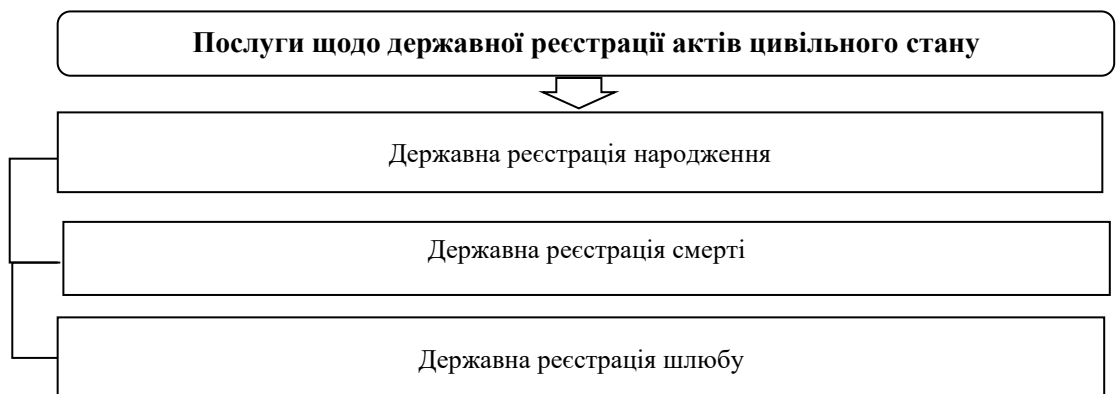 Послуги щодо державної реєстрації актів цивільного стану
Державна реєстрація народження
Державна реєстрація смерті
Державна реєстрація шлюбу